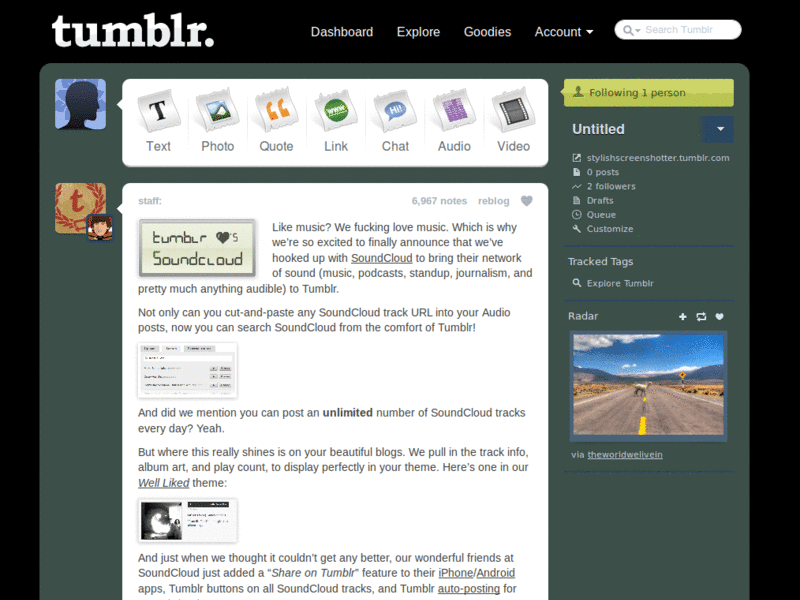 tumblr.
Dashboard Explore Goodies Account Search Tumblr
T www Hi!
Text Photo Quote Link Chat Audio Video
Following 1 person
Untitled
stylishscreenshotter.tumblr.com
0 posts
2 followers
Drafts
Queue
Customize
Tracked Tags
Explore Tumblr
Radar
via theworldwelivein
t
staff: 6,967 notes reblog
tumblr ♥'s
Soundcloud
Like music? We fucking love music. Which is why
we're so excited to finally announce that we've
hooked up with SoundCloud to bring their network
of sound (music, podcasts, standup, journalism, and
pretty much anything audible) to Tumblr.
Not only can you cut-and-paste any SoundCloud track URL into your Audio
posts, now you can search SoundCloud from the comfort of Tumblr!
And did we mention you can post an unlimited number of SoundCloud tracks
every day? Yeah.
But where this really shines is on your beautiful blogs. We pull in the track info,
album art, and play count, to display perfectly in your theme. Here's one in our
Well Liked theme:
And just when we thought it couldn't get any better, our wonderful friends at
SoundCloud just added a "Share on Tumblr" feature to their iPhone/Android
apps, Tumblr buttons on all SoundCloud tracks, and Tumblr auto-posting for